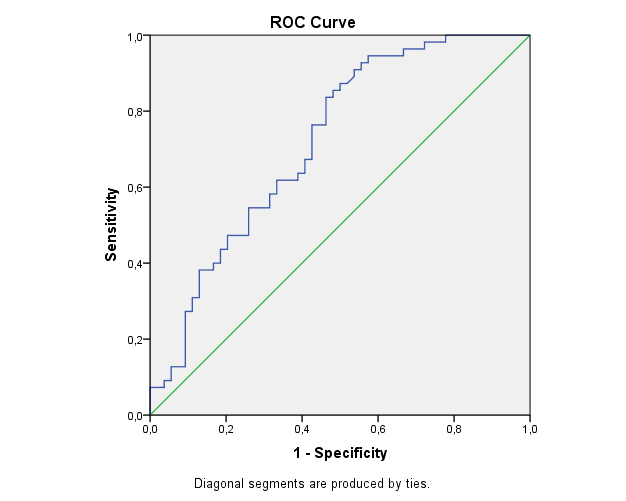 ROC Curve
1,0
0,8
0,6
0,4
0,2
0,0
Sensitivity
0,0 0,2 0,4 0,6 0,8 1,0
1 - Specificity
Diagonal segments are produced by ties.